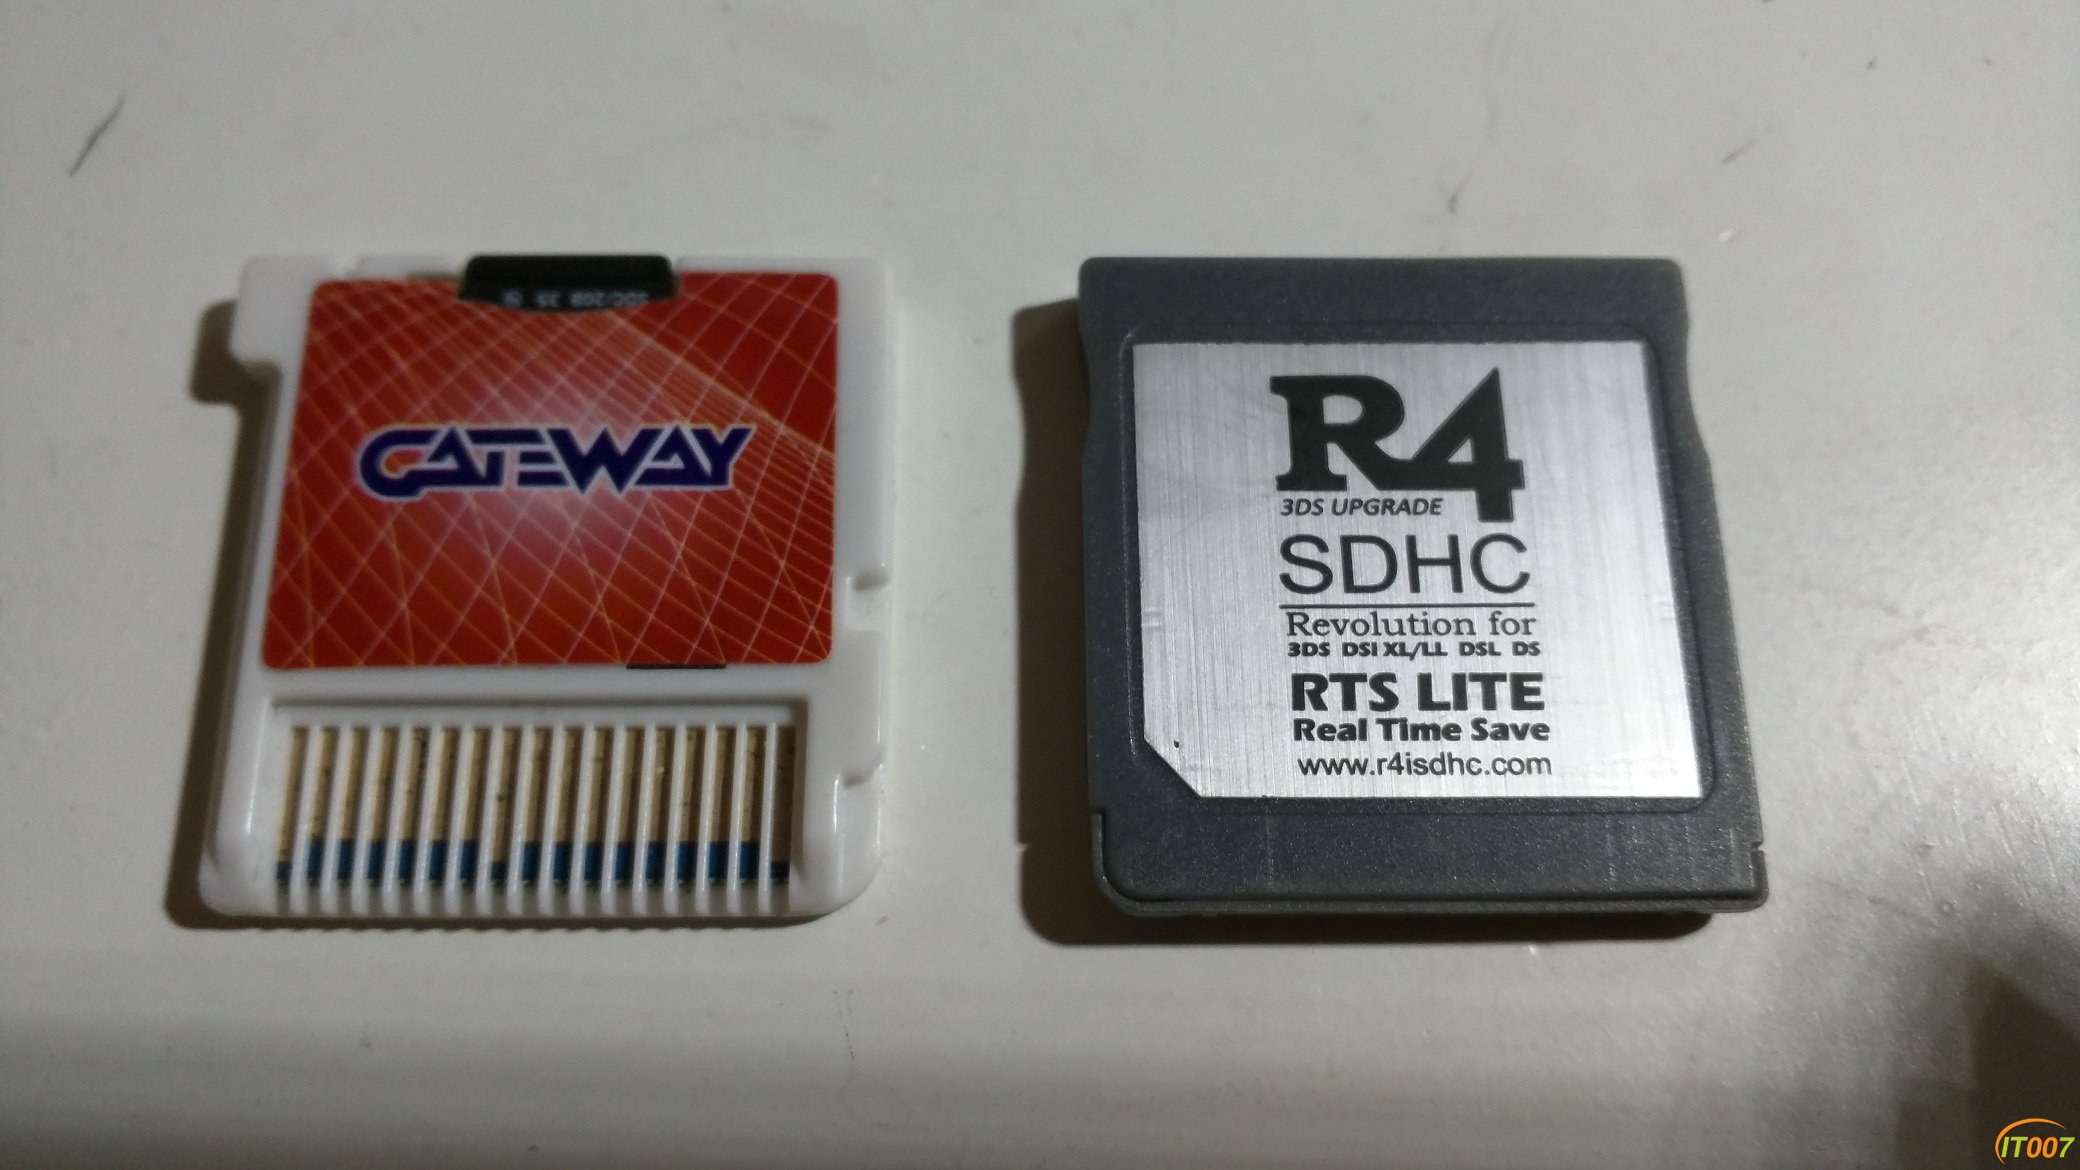 GATEWAY
R4
3DS UPGRADE
SDHC
Revolution for
3DS DSI XL/LL DSL DS
RTS LITE
Real Time Save
www.r4isdhc.com
IT007